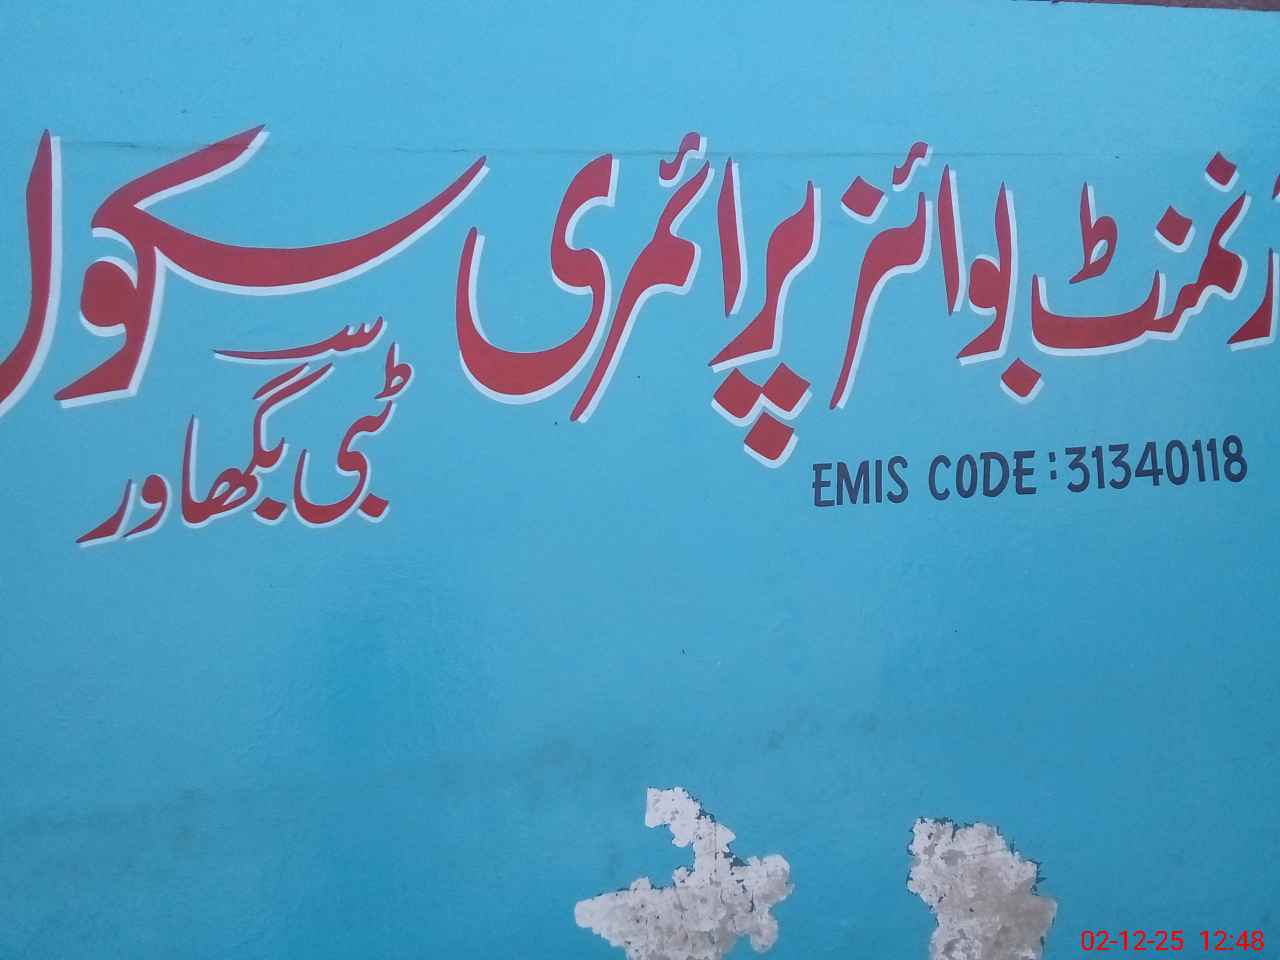 رنمنٹ بوائز پرائمری سکول
EMIS CODE:31340118
ٹبی بگھاور
02-12-25 12:48